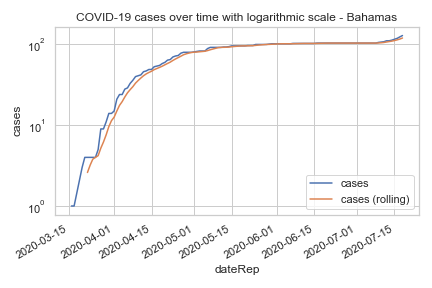 COVID-19 cases over time with logarithmic scale - Bahamas
10²
10¹
10⁰
cases
cases
cases (rolling)
2020-03-15
2020-04-01
2020-04-15
2020-05-01
2020-05-15
2020-06-01
2020-06-15
2020-07-01
2020-07-15
dateRep